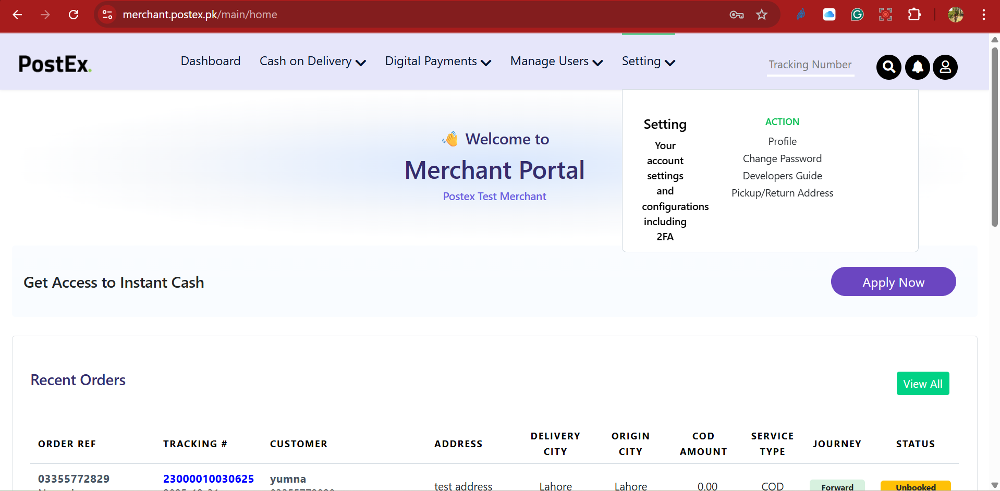 merchant.postex.pk/main/home
PostEx.
Dashboard
Cash on Delivery
Digital Payments
Manage Users
Setting
Tracking Number
Setting
Your
account
settings
and
configurations
including
2FA
ACTION
Profile
Change Password
Developers Guide
Pickup/Return Address
Welcome to
Merchant Portal
Postex Test Merchant
Get Access to Instant Cash
Apply Now
Recent Orders
View All
ORDER REF
TRACKING #
CUSTOMER
ADDRESS
DELIVERY
CITY
ORIGIN
CITY
COD
AMOUNT
SERVICE
TYPE
JOURNEY
STATUS
03355772829
23000010030625
yumna
test address
Lahore
Lahore
0.00
COD
Forward
Unbooked